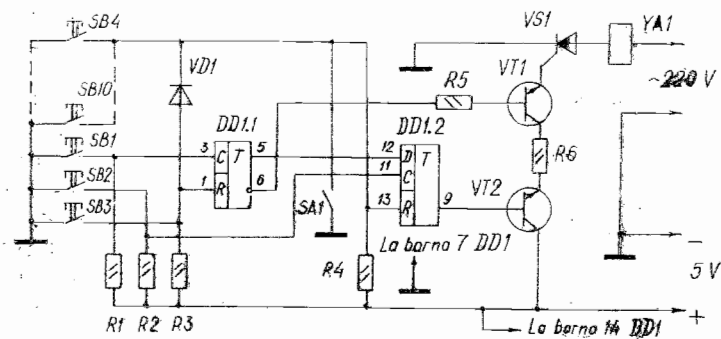 SB4
VS1
YA1
VD1
VT1
~220 V
R5
SB10
DD1.1
DD1.2
SB1
3 C T 5
12 D T
R6
SB2
11 C
1 R 6
VT2
SB3
SA1
13 R 9
La borna 7 DD1
–
5 V
R4
+
R1 R2 R3
La borna 14 DD1